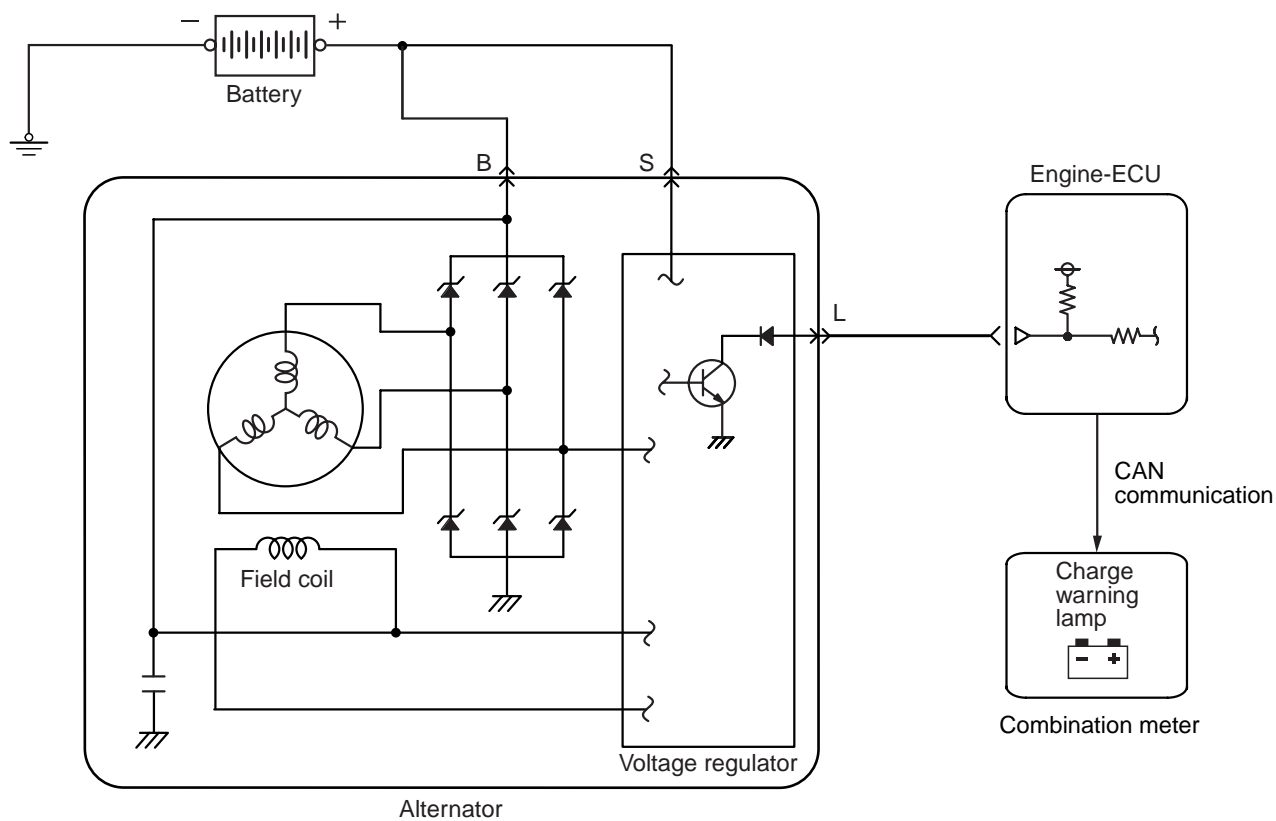 − +
Battery
B
S
Engine-ECU
L
CAN
communication
Field coil
Charge
warning
lamp
− +
Combination meter
Voltage regulator
Alternator